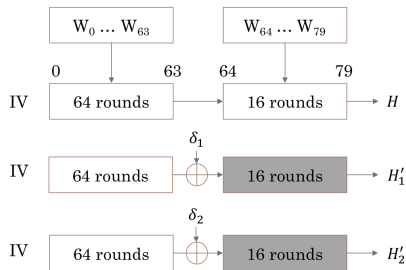 W₀ ... W₆₃ W₆₄ ... W₇₉
0 63 64 79
IV 64 rounds 16 rounds H
δ₁
IV 64 rounds 16 rounds H′₁
δ₂
IV 64 rounds 16 rounds H′₂